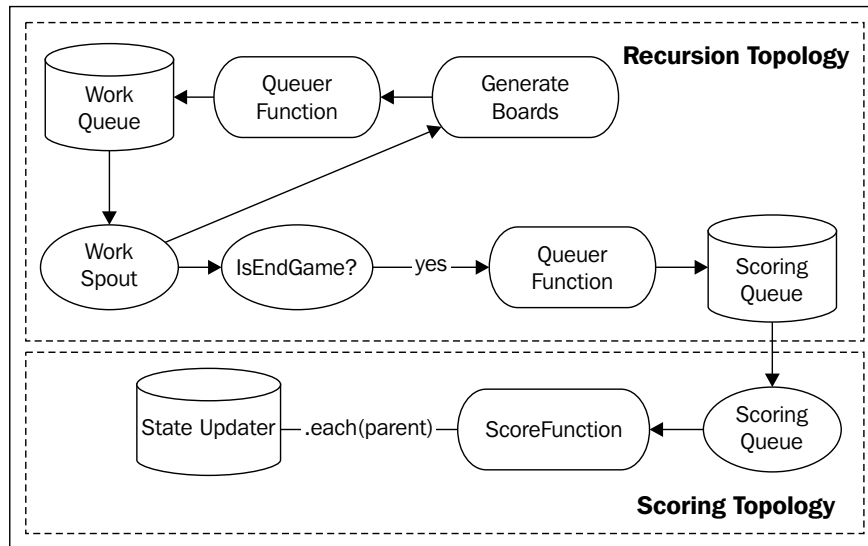 Recursion Topology
Work
Queue
Queuer
Function
Generate
Boards
Work
Spout
IsEndGame?
yes
Queuer
Function
Scoring
Queue
State Updater
.each(parent)
ScoreFunction
Scoring
Queue
Scoring Topology